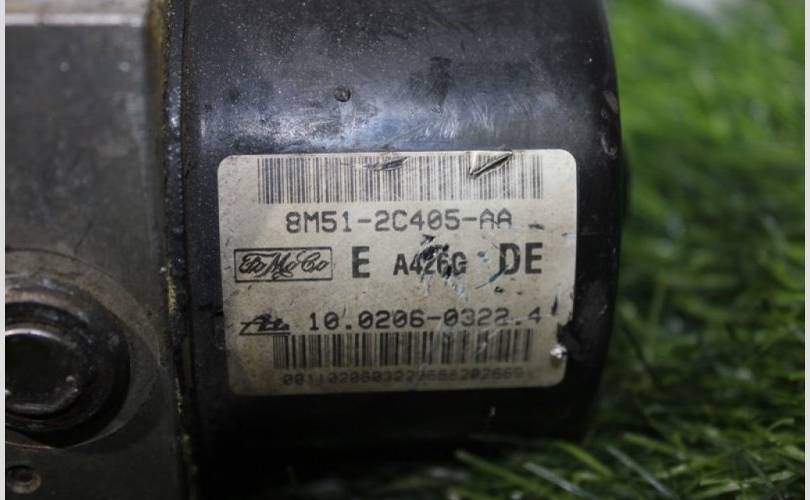 8M51-2C405-AA
FoMoCo E A426G DE
Ate 10.0206-0322.4